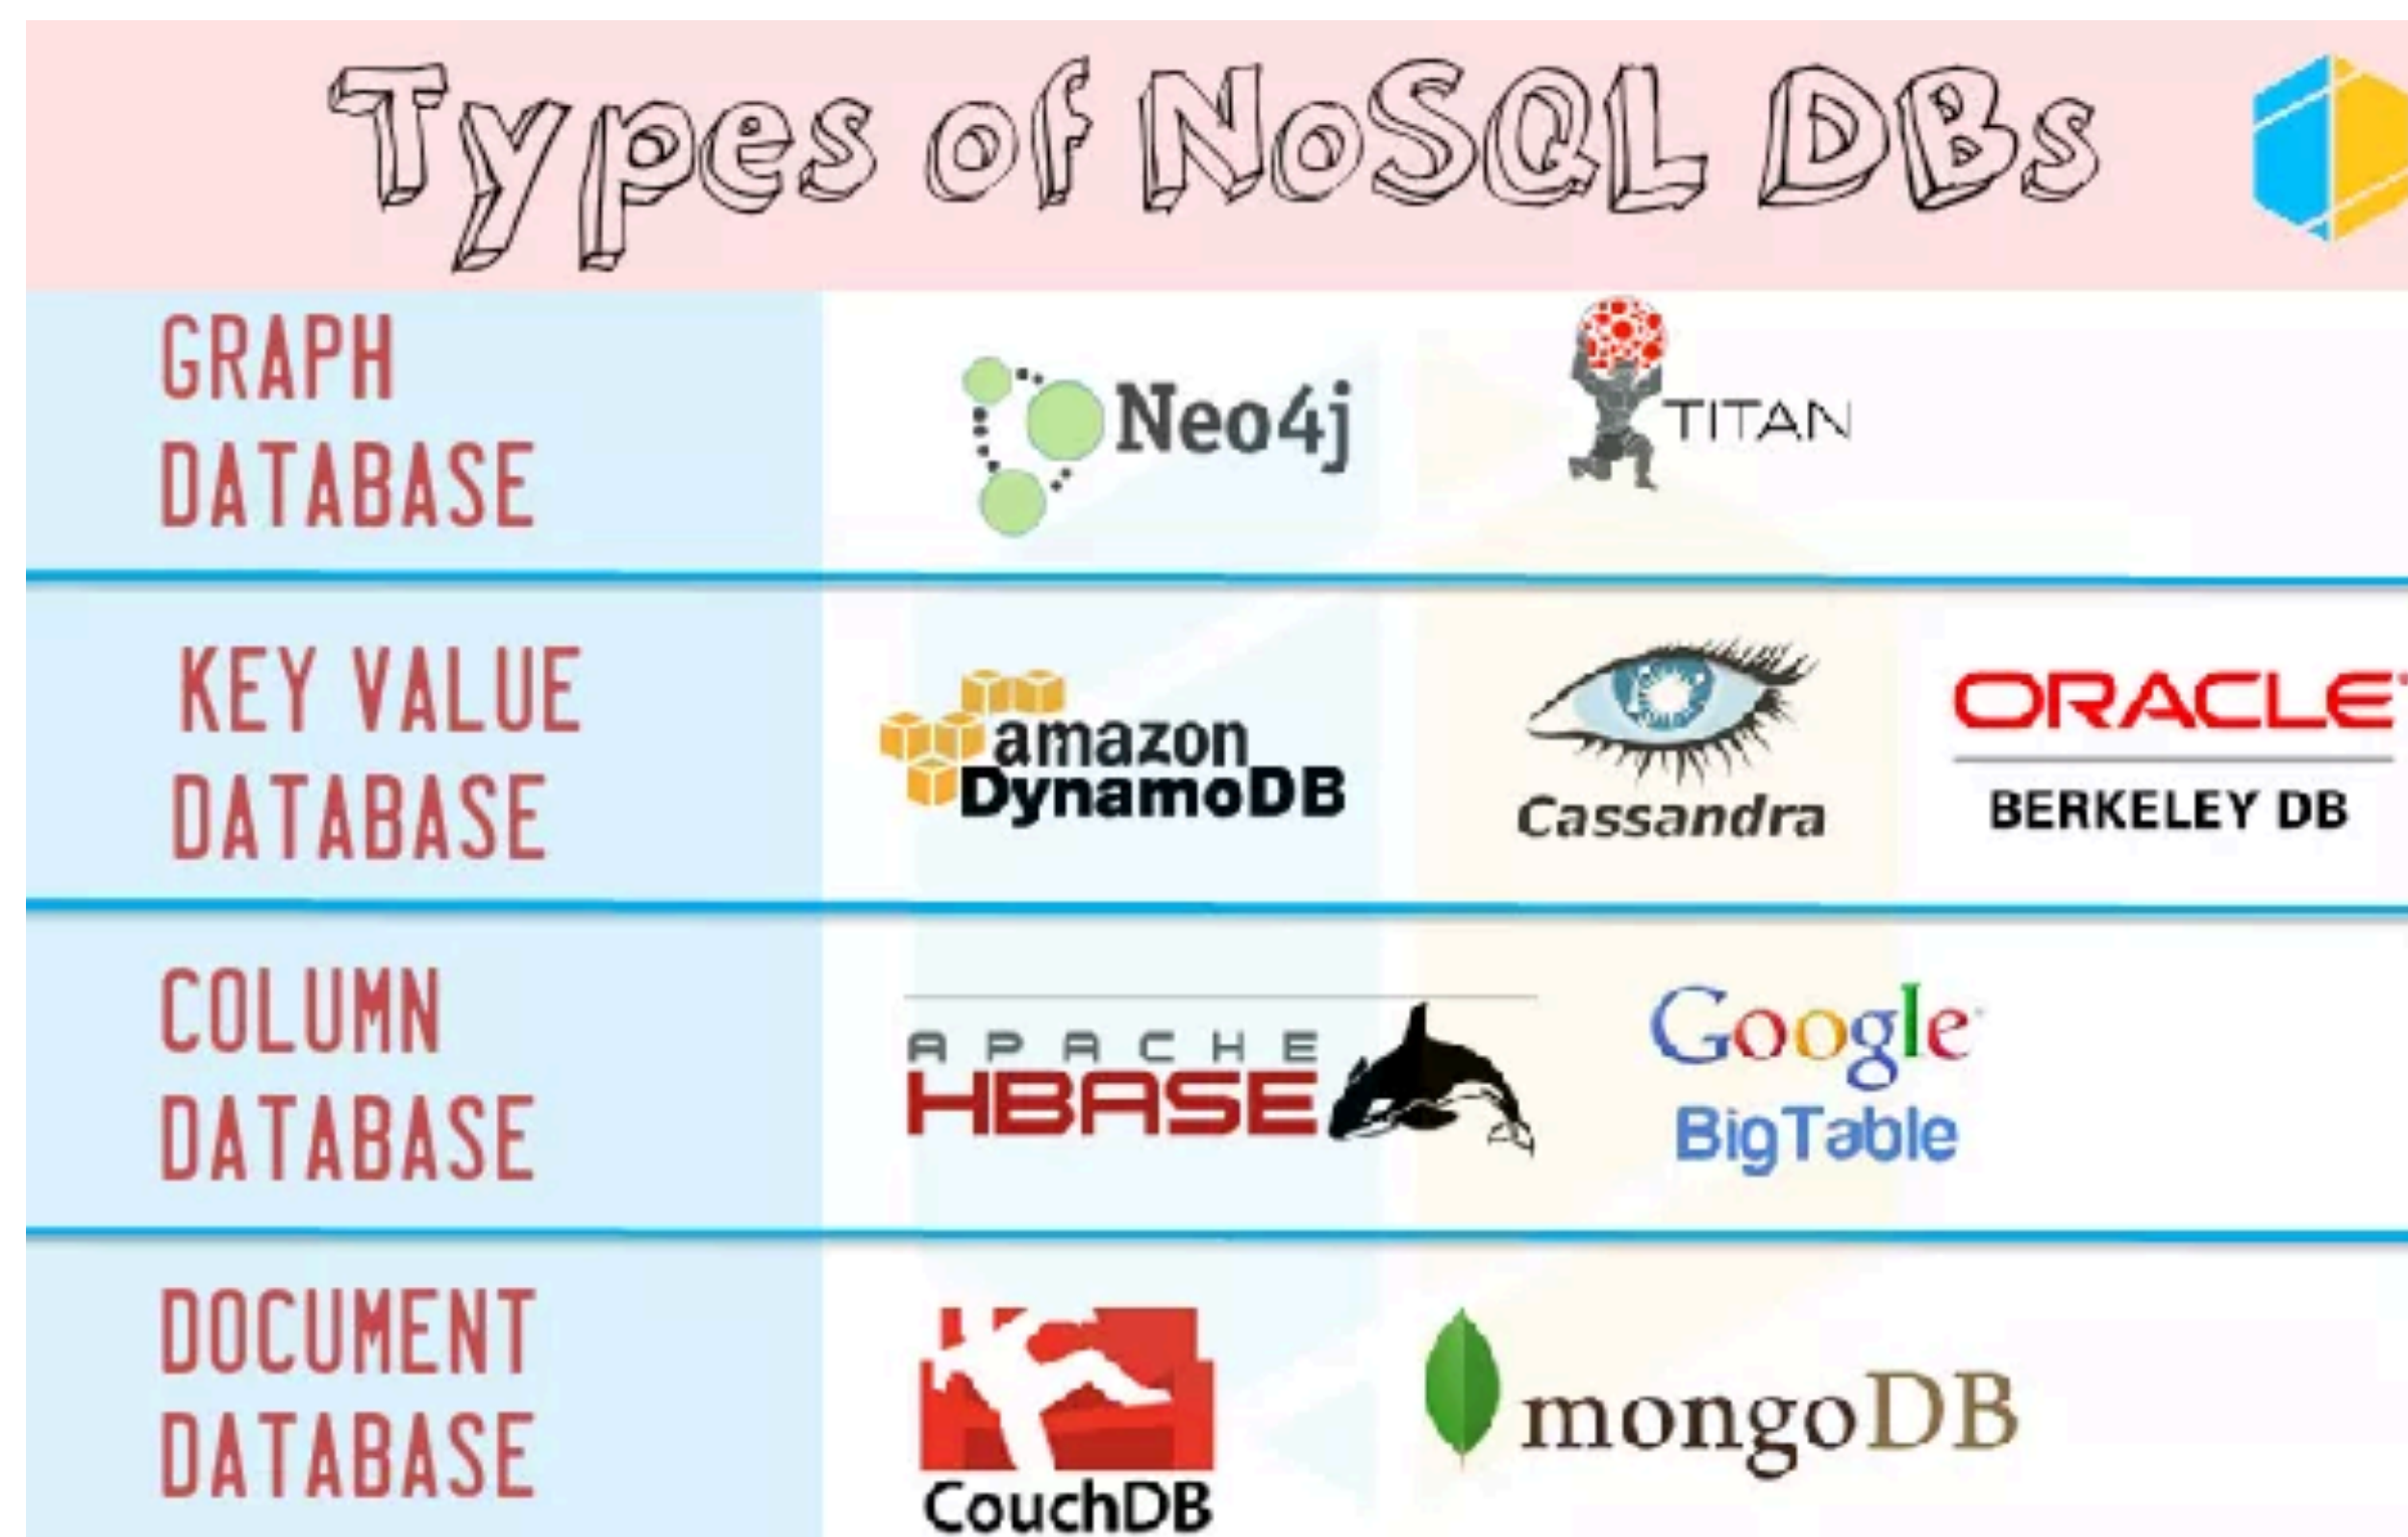 Types of NoSQL DBs
GRAPH
DATABASE
Neo4j
TITAN
KEY VALUE
DATABASE
amazon
DynamoDB
Cassandra
ORACLE
BERKELEY DB
COLUMN
DATABASE
APACHE
HBASE
Google
BigTable
DOCUMENT
DATABASE
CouchDB
mongoDB